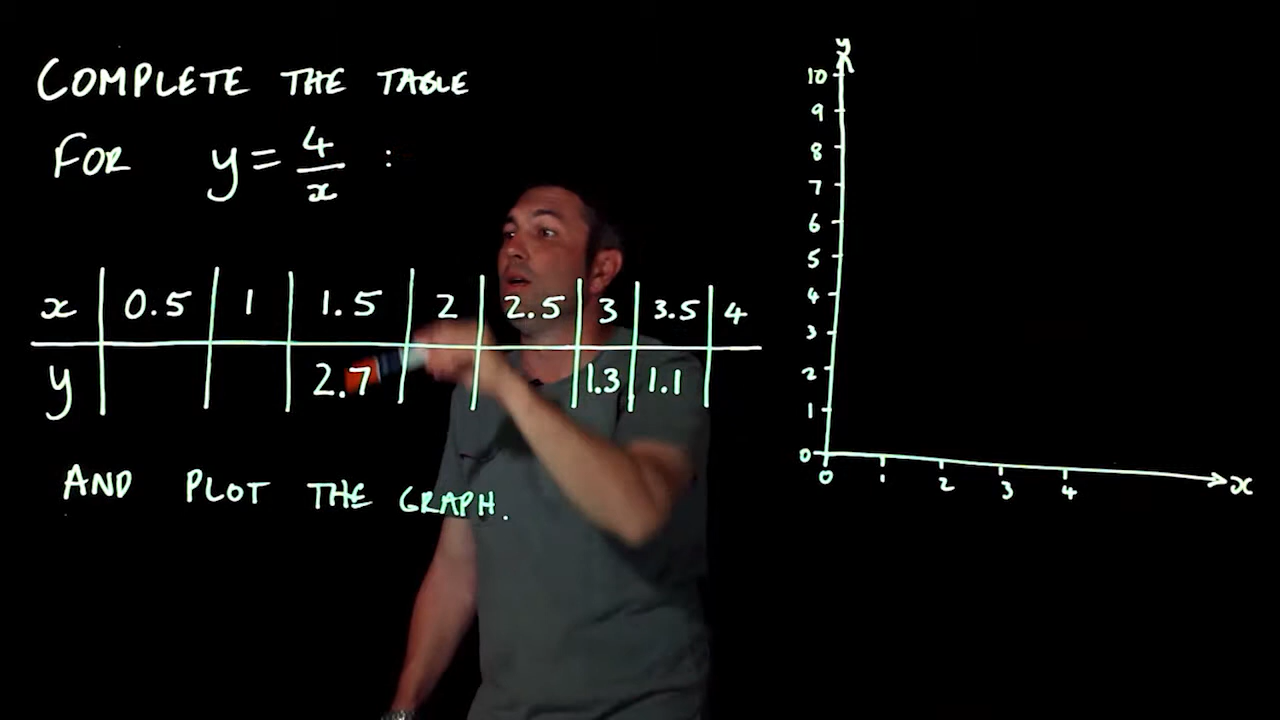 COMPLETE THE TABLE
FOR y = 4/x :
x 0.5 1 1.5 2 2.5 3 3.5 4
y 2.7 1.3 1.1
AND PLOT THE GRAPH.
y
10
9
8
7
6
5
4
3
2
1
0
0 1 2 3 4 x